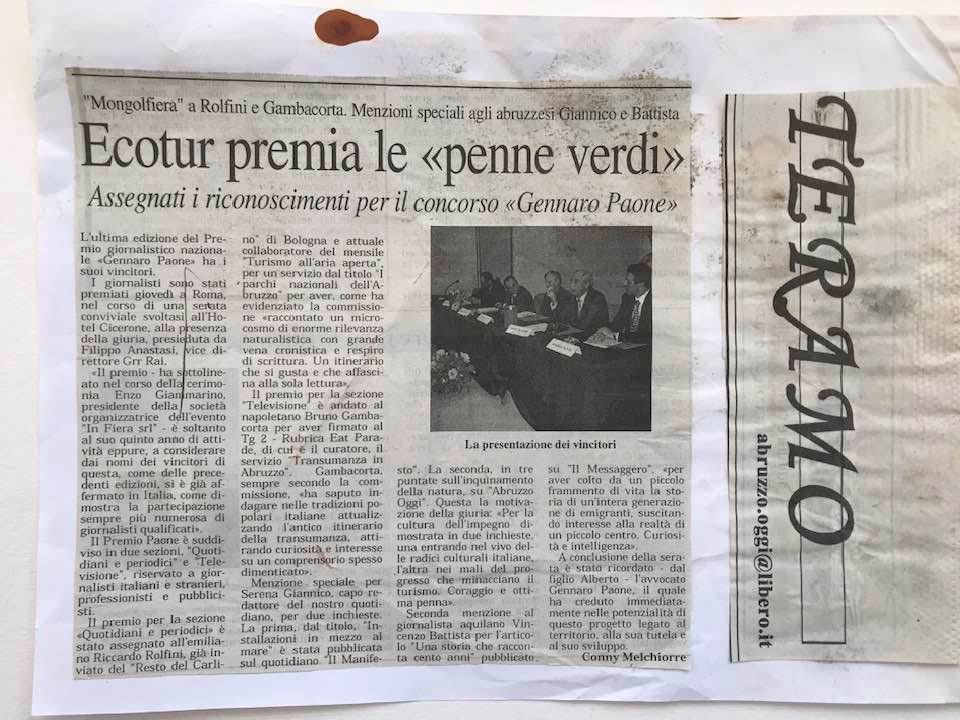 "Mongolfiera" a Rolfini e Gambacorta. Menzioni speciali agli abruzzesi Giannico e Battista
Ecotur premia le «penne verdi»
Assegnati i riconoscimenti per il concorso «Gennaro Paone»
L'ultima edizione del Pre-
mio giornalistico naziona-
le «Gennaro Paone» ha i
suoi vincitori.
I giornalisti sono stati
premiati giovedì a Roma,
nel corso di una serata
conviviale svoltasi all'Ho-
tel Cicerone, alla presenza
della giuria, presieduta da
Filippo Anastasi, vice di-
rettore Grr Rai.
«Il premio - ha sottoline-
ato nel corso della cerimo-
nia Enzo Giammarino,
presidente della società
organizzatrice dell'evento
"In Fiera srl" - è soltanto
al suo quinto anno di atti-
vità eppure, a considerare
dai nomi dei vincitori di
questa, come delle prece-
denti edizioni, si è già af-
fermato in Italia, come di-
mostra la partecipazione
sempre più numerosa di
giornalisti qualificati».
Il Premio Paone è suddi-
viso in due sezioni, "Quoti-
diani e periodici" e "Tele-
visione", riservato a gior-
nalisti italiani e stranieri,
professionisti e pubblici-
sti.
Il premio per la sezione
«Quotidiani e periodici» è
stato assegnato all'emilia-
no Riccardo Rolfini, già in-
viato del "Resto del Carli-
no" di Bologna e attuale
collaboratore del mensile
"Turismo all'aria aperta",
per un servizio dal titolo "I
parchi nazionali dell'A-
bruzzo" per aver, come ha
evidenziato la commissio-
ne «raccontato un micro-
cosmo di enorme rilevanza
naturalistica con grande
vena cronistica e respiro
di scrittura. Un itinerario
che si gusta e che affasci-
na alla sola lettura».
Il premio per la sezione
"Televisione" è andato al
napoletano Bruno Gamba-
corta per aver firmato al
Tg 2 - Rubrica Eat Para-
de, di cui è il curatore, il
servizio "Transumanza in
Abruzzo". Gambacorta,
sempre secondo la com-
missione, «ha saputo in-
dagare nelle tradizioni po-
polari italiane attualiz-
zando l'antico itinerario
della transumanza, atti-
rando curiosità e interesse
su un comprensorio spesso
dimenticato».
Menzione speciale per
Serena Giannico, capo re-
dattore del nostro quoti-
diano, per due inchieste.
La prima, dal titolo, "In-
stallazioni in mezzo al
mare" è stata pubblicata
sul quotidiano "Il Manife-
La presentazione dei vincitori
sto". La seconda, in tre
puntate sull'inquinamento
della natura, su "Abruzzo
Oggi". Questa la motiva-
zione della giuria: «Per la
cultura dell'impegno di-
mostrata in due inchieste,
una entrando nel vivo del-
le radici culturali italiane,
l'altra nei mali del pro-
gresso che minacciano il
turismo. Coraggio e otti-
ma penna».
Seconda menzione al
giornalista aquilano Vin-
cenzo Battista per l'artico-
lo "Una storia che raccon-
ta cento anni" pubblicato
su "Il Messaggero", «per
aver colto da un piccolo
frammento di vita la sto-
ria di un'intera generazio-
ne di emigranti, suscitan-
do interesse alla realtà di
un piccolo centro. Curiosi-
tà e intelligenza».
A conclusione della sera-
ta è stato ricordato - dal
figlio Alberto - l'avvocato
Gennaro Paone, il quale
ha creduto immediata-
mente nelle potenzialità di
questo progetto legato al
territorio, alla sua tutela e
al suo sviluppo.
Conny Melchiorre
TERAMO
abruzzo.oggi@libero.it